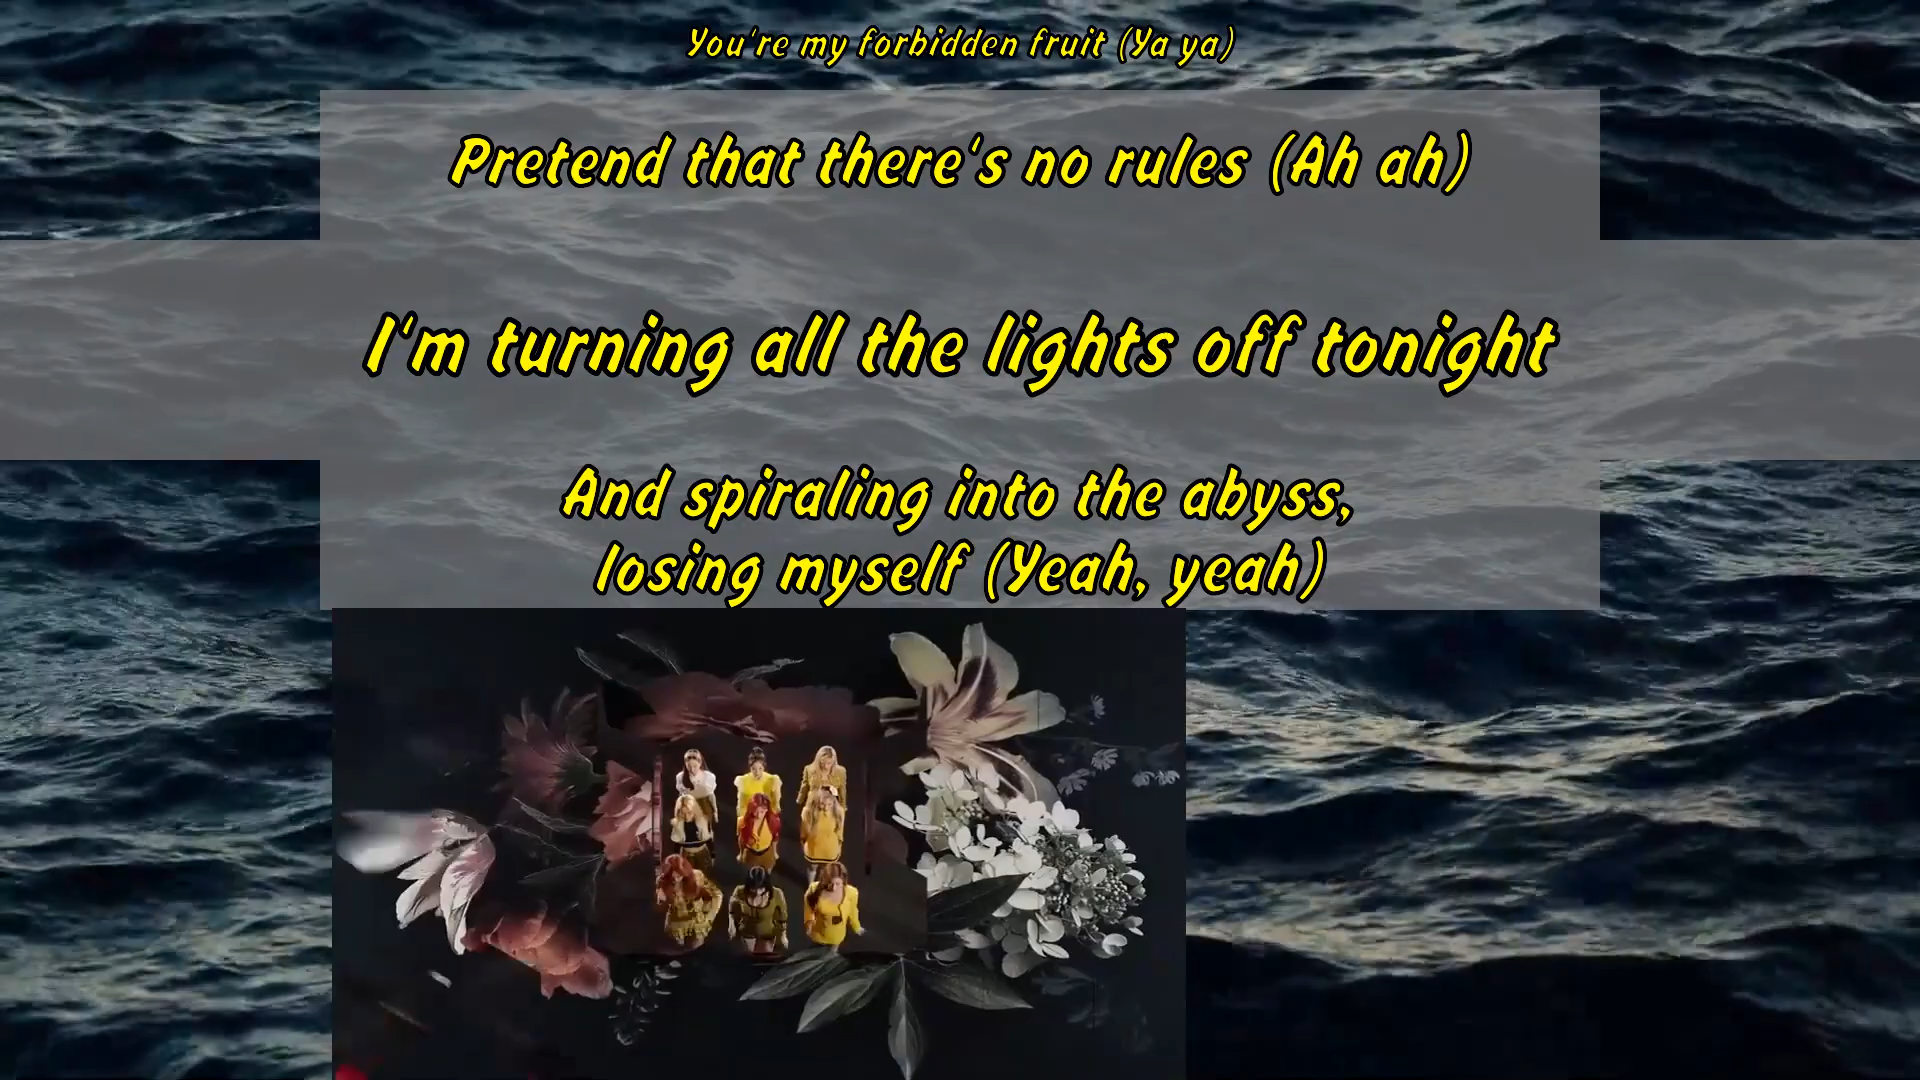 You're my forbidden fruit (Ya ya)
Pretend that there's no rules (Ah ah)
I'm turning all the lights off tonight
And spiraling into the abyss,
losing myself (Yeah, yeah)